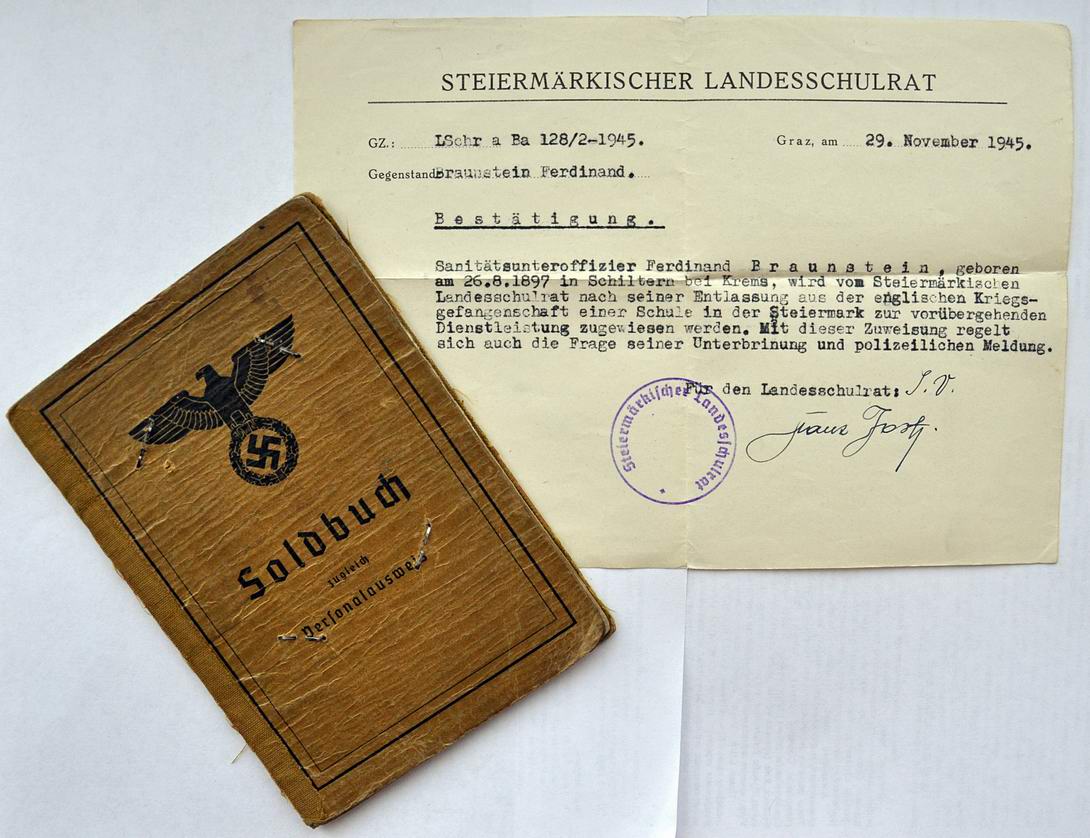 STEIERMÄRKISCHER LANDESSCHULRAT
GZ.: LSchr a Ba 128/2-1945. Graz, am 29. November 1945.
Gegenstand Braunstein Ferdinand.
Bestätigung.
Sanitätsunteroffizier Ferdinand Braunstein, geboren
am 26.8.1897 in Schiltern bei Krems, wird vom Steiermärkischen
Landesschulrat nach seiner Entlassung aus der englischen Kriegs-
gefangenschaft einer Schule in der Steiermark zur vorübergehenden
Dienstleistung zugewiesen werden. Mit dieser Zuweisung regelt
sich auch die Frage seiner Unterbrinung und polizeilichen Meldung.
Für den Landesschulrat:
Steiermärkischer Landesschulrat
Soldbuch
zugleich
Personalausweis